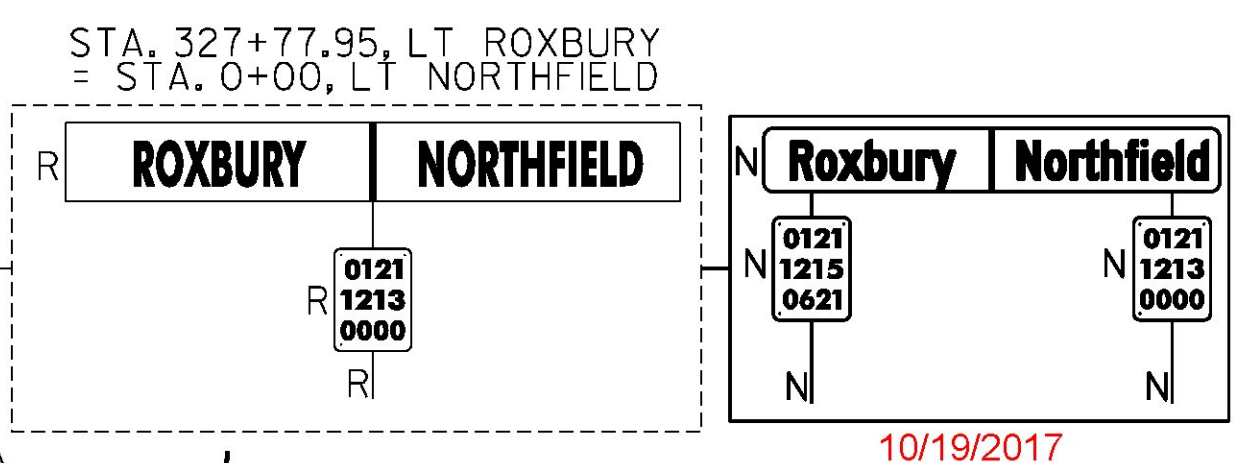 STA. 327+77.95, LT ROXBURY
= STA. 0+00, LT NORTHFIELD
R ROXBURY NORTHFIELD
R
0121
1213
0000
R
N Roxbury Northfield
N
0121
1215
0621
N
N
0121
1213
0000
N
10/19/2017